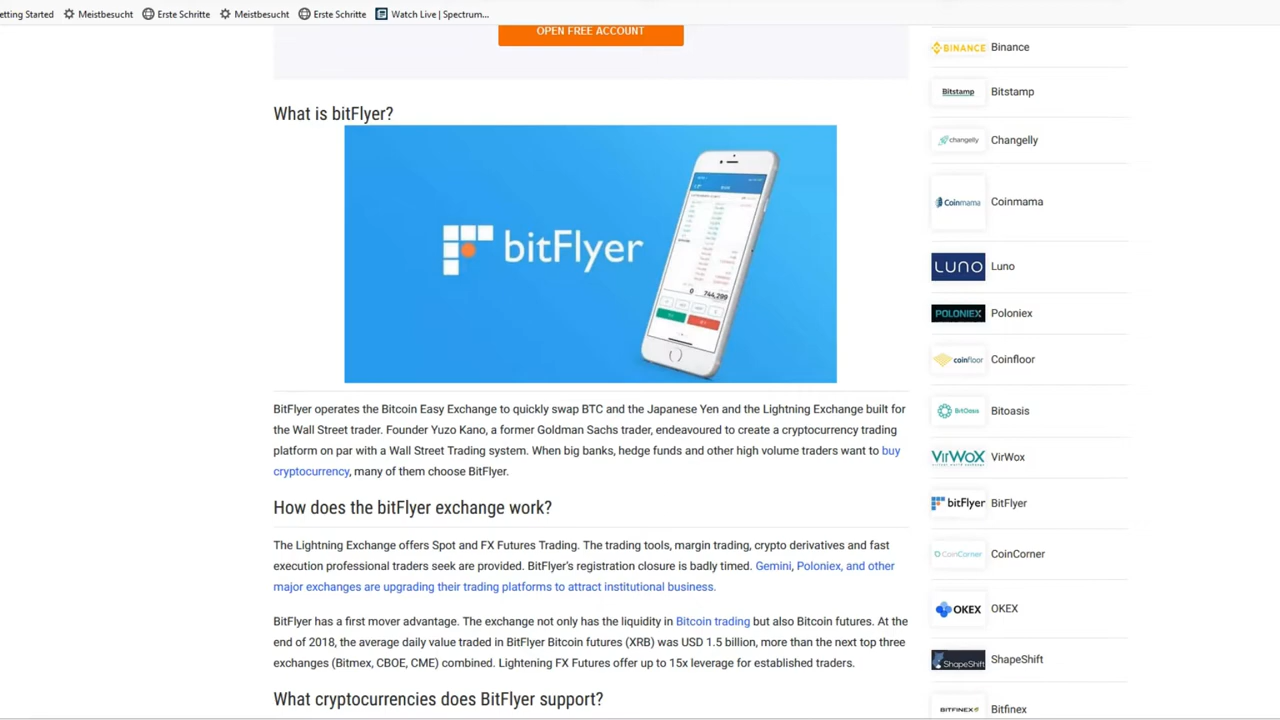 etting Started Meistbesucht Erste Schritte Meistbesucht Erste Schritte Watch Live | Spectrum...
OPEN FREE ACCOUNT
What is bitFlyer?
bitFlyer
744,299
BitFlyer operates the Bitcoin Easy Exchange to quickly swap BTC and the Japanese Yen and the Lightning Exchange built for
the Wall Street trader. Founder Yuzo Kano, a former Goldman Sachs trader, endeavoured to create a cryptocurrency trading
platform on par with a Wall Street Trading system. When big banks, hedge funds and other high volume traders want to buy
cryptocurrency, many of them choose BitFlyer.
How does the bitFlyer exchange work?
The Lightning Exchange offers Spot and FX Futures Trading. The trading tools, margin trading, crypto derivatives and fast
execution professional traders seek are provided. BitFlyer’s registration closure is badly timed. Gemini, Poloniex, and other
major exchanges are upgrading their trading platforms to attract institutional business.
BitFlyer has a first mover advantage. The exchange not only has the liquidity in Bitcoin trading but also Bitcoin futures. At the
end of 2018, the average daily value traded in BitFlyer Bitcoin futures (XRB) was USD 1.5 billion, more than the next top three
exchanges (Bitmex, CBOE, CME) combined. Lightening FX Futures offer up to 15x leverage for established traders.
What cryptocurrencies does BitFlyer support?
BINANCE Binance
Bitstamp Bitstamp
changelly Changelly
Coinmama Coinmama
LUNO Luno
POLONIEX Poloniex
coinfloor Coinfloor
BitOasis Bitoasis
VirWoX VirWox
bitFlyer BitFlyer
CoinCorner CoinCorner
OKEX OKEX
ShapeShift ShapeShift
BITFINEX Bitfinex